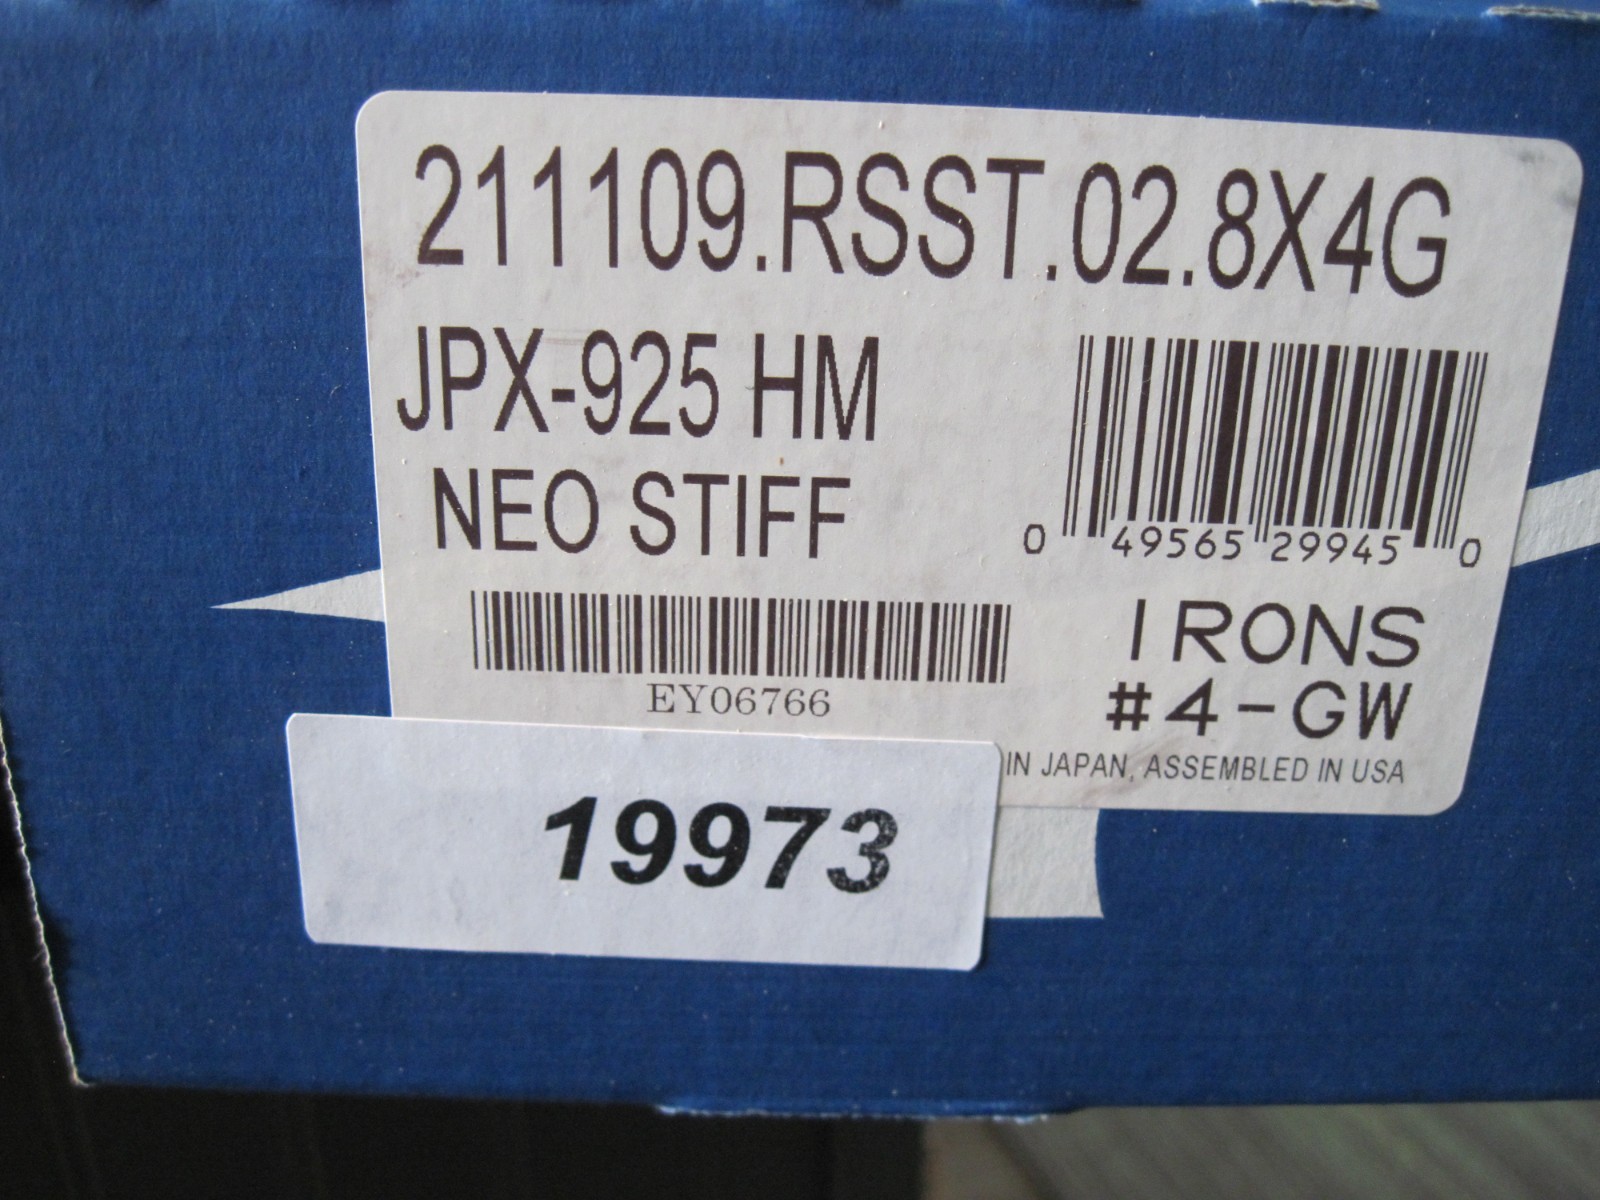 211109.RSST.02.8X4G
JPX-925 HM
NEO STIFF
0 49565 29945 0
EY06766
IRONS
#4-GW
IN JAPAN, ASSEMBLED IN USA
19973